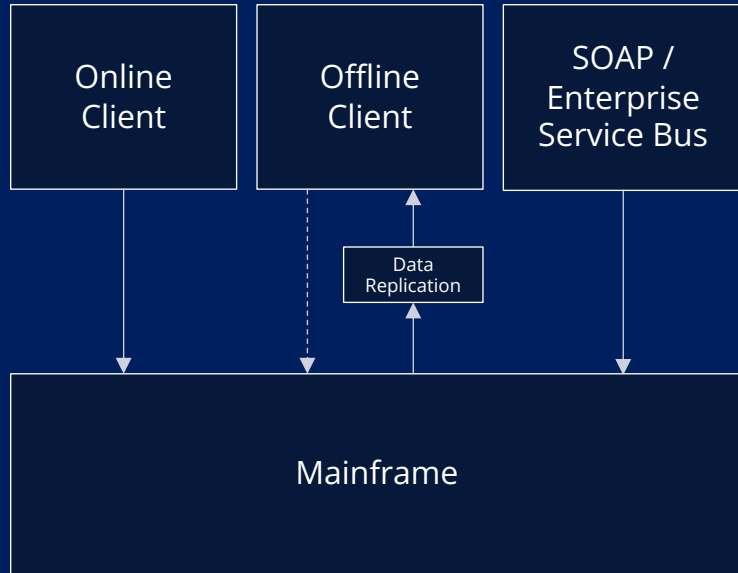 Online
Client
Offline
Client
SOAP /
Enterprise
Service Bus
Data
Replication
Mainframe